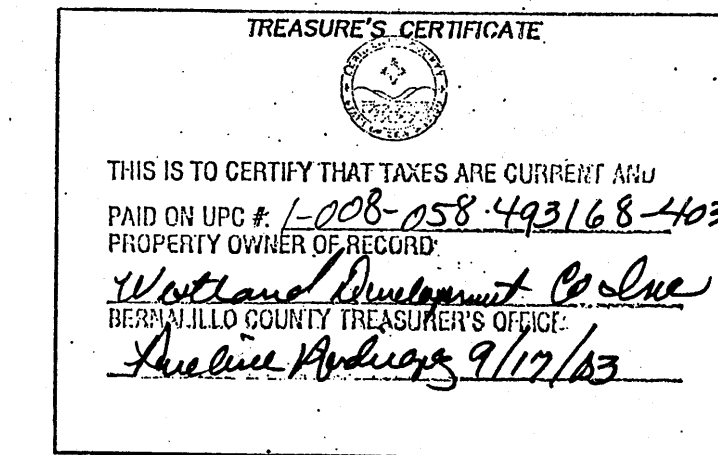 TREASURE'S CERTIFICATE
THIS IS TO CERTIFY THAT TAXES ARE CURRENT AND
PAID ON UPC #: 1-008-058-493168-403
PROPERTY OWNER OF RECORD:
Westland Development Co Inc
BERNALILLO COUNTY TREASURER'S OFFICE:
9/17/03